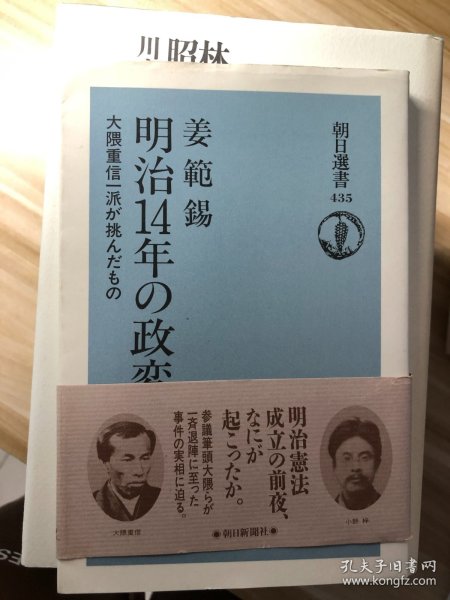 川
照林
朝日選書
435
姜範錫
明治14年の政変
大隈重信一派が挑んだもの
明治憲法
成立の前夜、
なにが
起こったか。
参議筆頭大隈らが
一斉退陣に至った
事件の実相に迫る。
大隈重信
小野 梓
朝日新聞社
孔夫子旧书网
www.kongfz.com